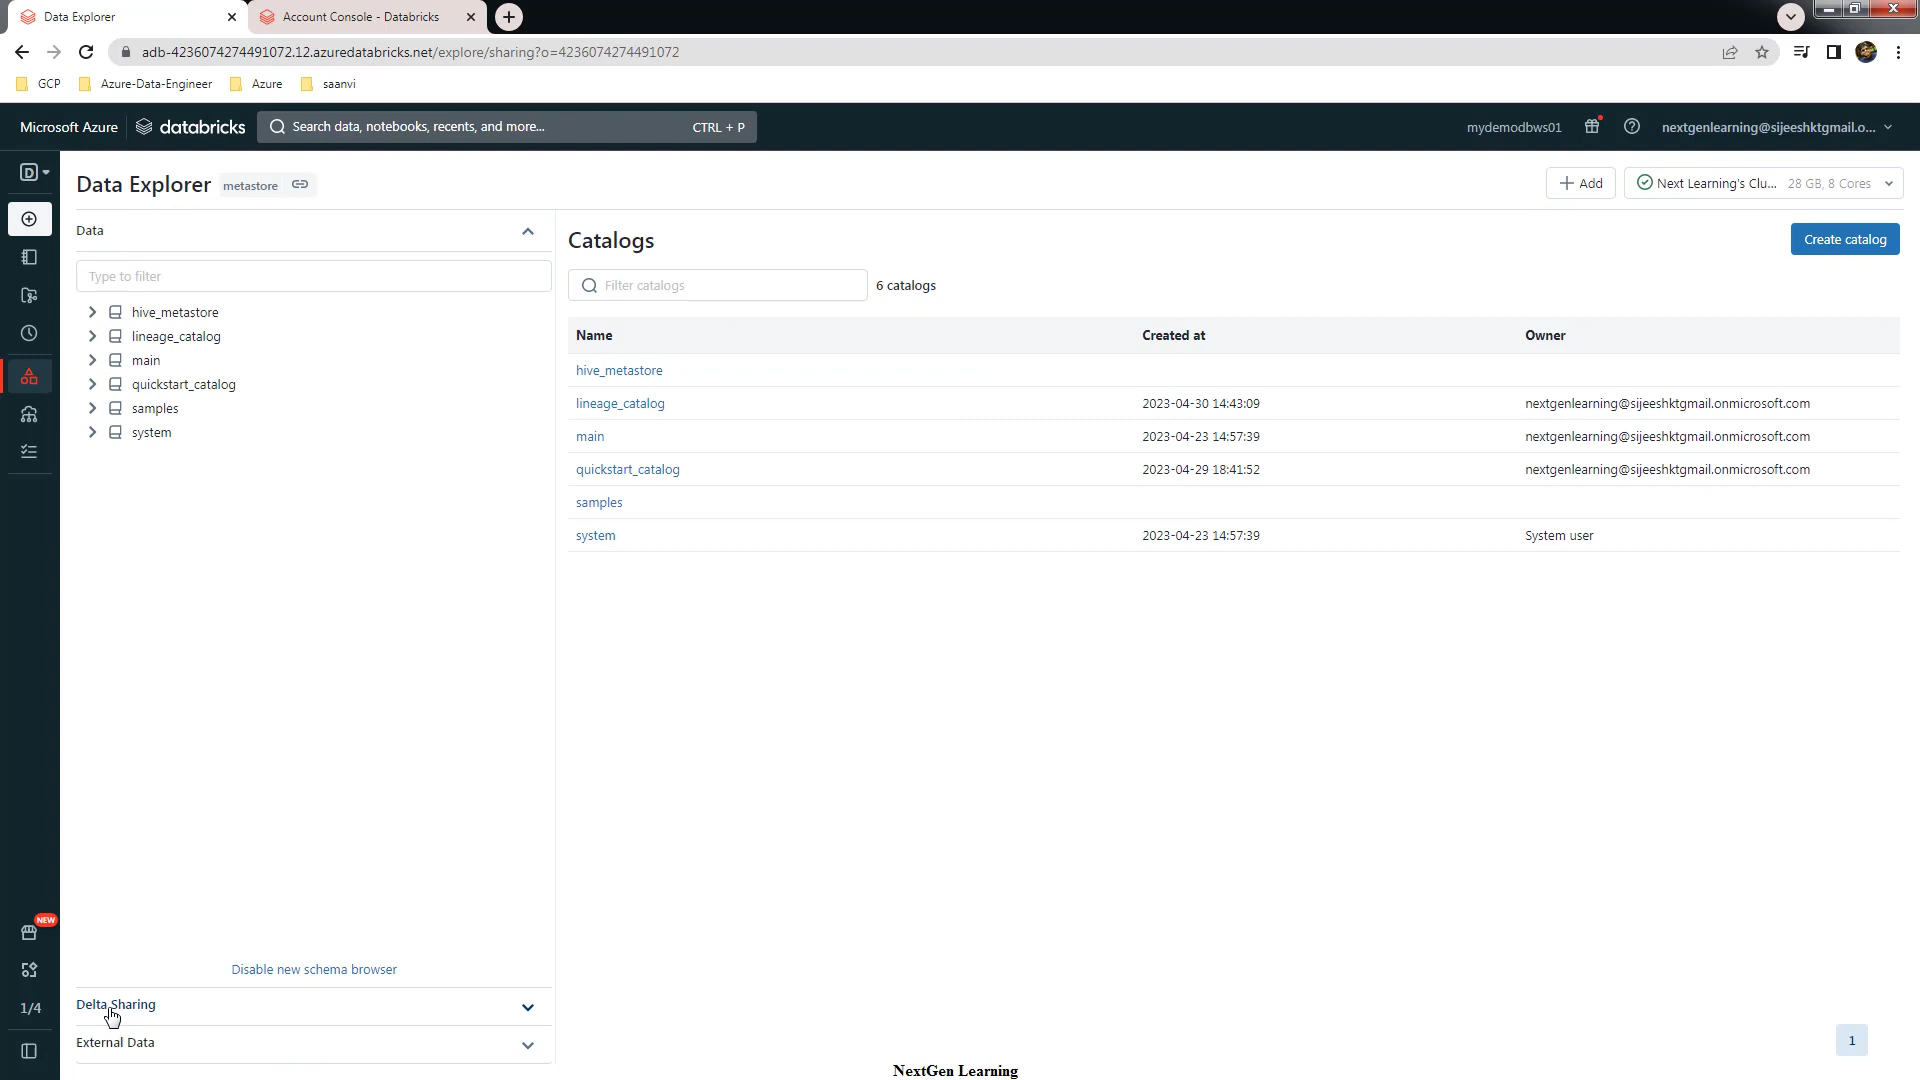 Data Explorer
Account Console - Databricks
adb-4236074274491072.12.azuredatabricks.net/explore/sharing?o=4236074274491072
GCP
Azure-Data-Engineer
Azure
saanvi
Microsoft Azure
databricks
Search data, notebooks, recents, and more...
CTRL + P
mydemodbws01
nextgenlearning@sijeeshktgmail.o...
D
Data Explorer
metastore
Add
Next Learning's Clu...
28 GB, 8 Cores
Data
Type to filter
hive_metastore
lineage_catalog
main
quickstart_catalog
samples
system
Catalogs
Create catalog
Filter catalogs
6 catalogs
Name Created at Owner
hive_metastore
lineage_catalog 2023-04-30 14:43:09 nextgenlearning@sijeeshktgmail.onmicrosoft.com
main 2023-04-23 14:57:39 nextgenlearning@sijeeshktgmail.onmicrosoft.com
quickstart_catalog 2023-04-29 18:41:52 nextgenlearning@sijeeshktgmail.onmicrosoft.com
samples
system 2023-04-23 14:57:39 System user
NEW
Disable new schema browser
Delta Sharing
1/4
External Data
1
NextGen Learning